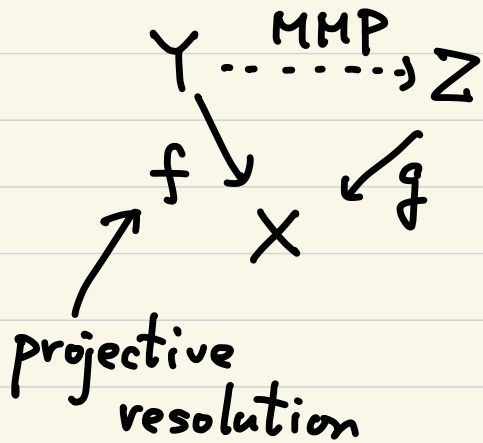 MMP
Y Z
f g
X
projective
resolution